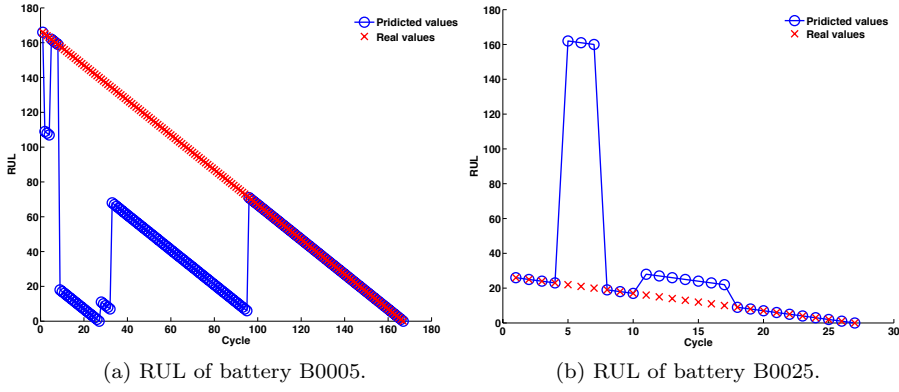 180
160
140
120
100
80
60
40
20
0
RUL
0 20 40 60 80 100 120 140 160 180
Cycle
Pridicted values
Real values
(a) RUL of battery B0005.
180
160
140
120
100
80
60
40
20
0
RUL
0 5 10 15 20 25 30
Cycle
Pridicted values
Real values
(b) RUL of battery B0025.